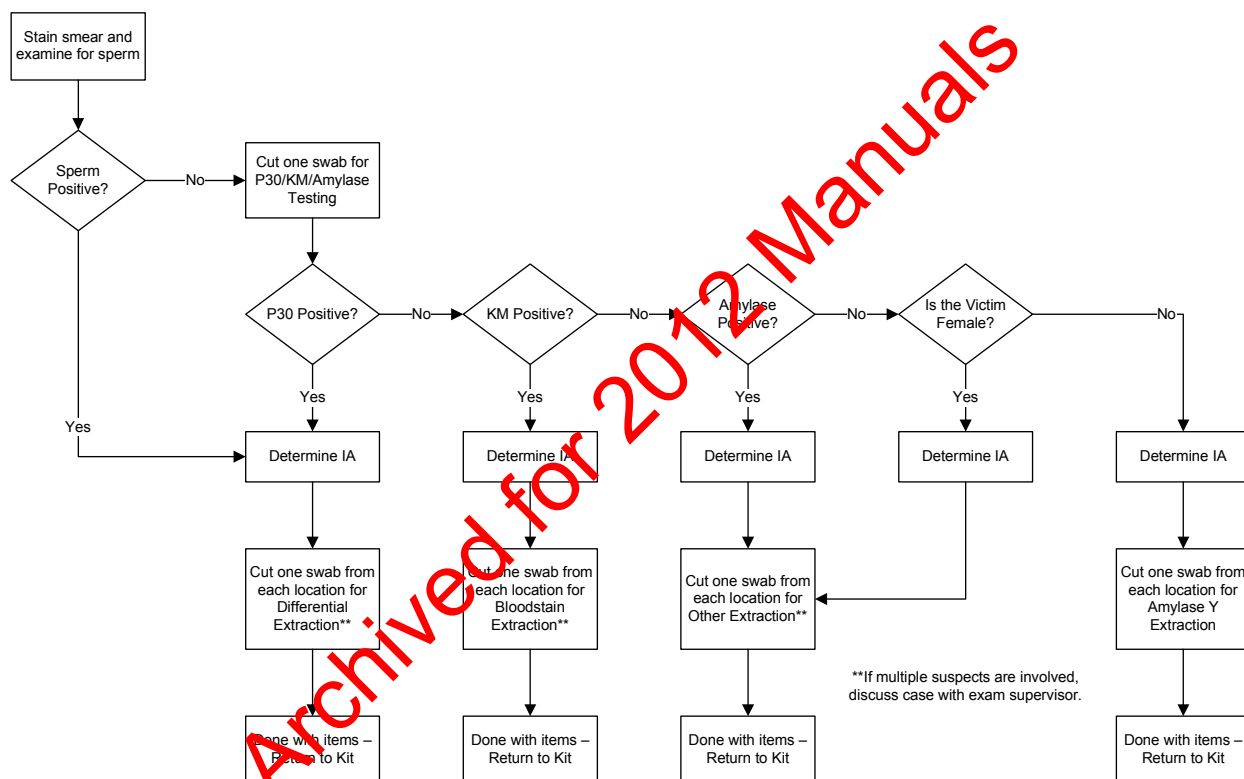 Stain smear and
examine for sperm
Sperm
Positive?
No
Cut one swab for
P30/KM/Amylase
Testing
P30 Positive?
No
KM Positive?
No
Amylase
Positive?
No
Is the Victim
Female?
No
Yes
Yes
Yes
Yes
Yes
Determine IA
Determine IA
Determine IA
Determine IA
Determine IA
Cut one swab from
each location for
Differential
Extraction**
Cut one swab from
each location for
Bloodstain
Extraction**
Cut one swab from
each location for
Other Extraction**
Cut one swab from
each location for
Amylase Y
Extraction
**If multiple suspects are involved,
discuss case with exam supervisor.
Done with items –
Return to Kit
Done with items –
Return to Kit
Done with items –
Return to Kit
Done with items –
Return to Kit
Archived for 2012 Manuals